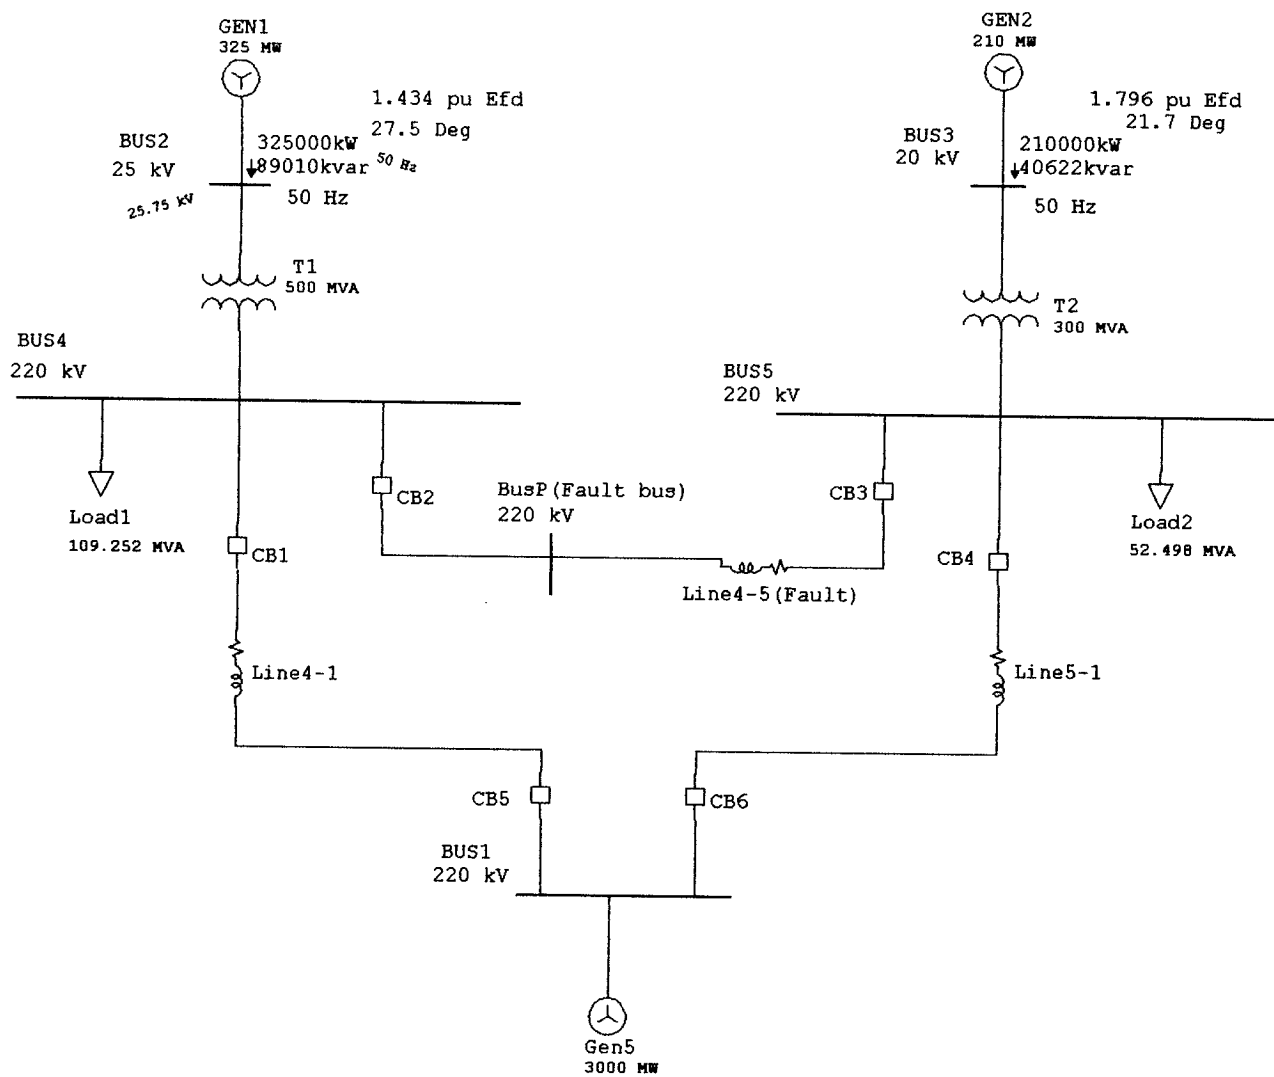 GEN1
325 MW
1.434 pu Efd
27.5 Deg
BUS2
25 kV
325000kW
89010kvar
50 Hz
50 Hz
25.75 kV
T1
500 MVA
GEN2
210 MW
1.796 pu Efd
21.7 Deg
BUS3
20 kV
210000kW
40622kvar
50 Hz
T2
300 MVA
BUS4
220 kV
BUS5
220 kV
Load1
109.252 MVA
CB1
CB2
BusP(Fault bus)
220 kV
CB3
Line4-5(Fault)
CB4
Load2
52.498 MVA
Line4-1
Line5-1
CB5
CB6
BUS1
220 kV
Gen5
3000 MW